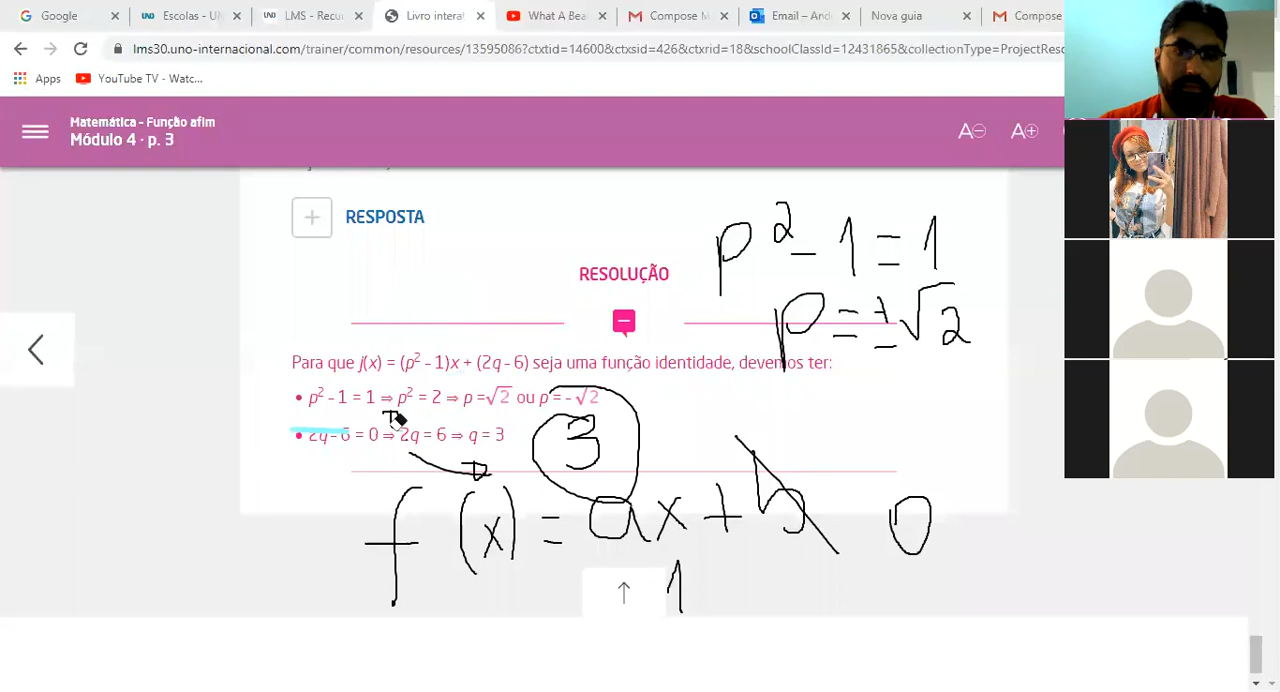 Google
Escolas - UN
LMS - Recu
Livro intera
What A Bea
Compose M
Email – And
Nova guia
Compose
lms30.uno-internacional.com/trainer/common/resources/13595086?ctxtid=14600&ctxsid=426&ctxrid=18&schoolClassId=12431865&collectionType=ProjectReso
Apps
YouTube TV - Watc...
Matemática - Função afim
Módulo 4 · p. 3
A− A+
RESPOSTA
p² - 1 = 1
RESOLUÇÃO
p = ±√2
Para que j(x) = (p² - 1)x + (2q - 6) seja uma função identidade, devemos ter:
• p² - 1 = 1 ⇒ p² = 2 ⇒ p = √2 ou p = - √2
• 2q - 6 = 0 ⇒ 2q = 6 ⇒ q = 3
3
f(x) = ax + b 0
1